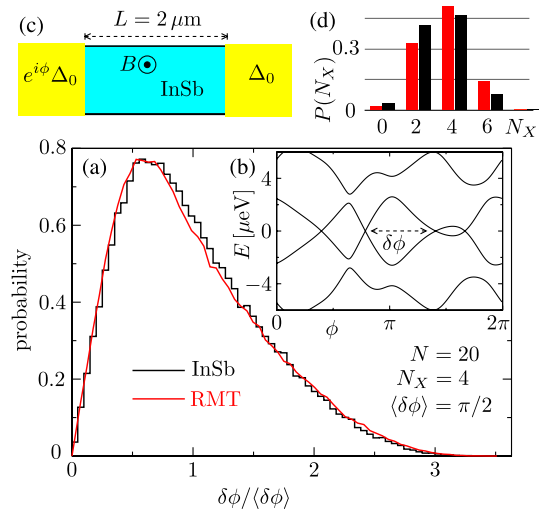 (c)
L = 2 μm
e^{iϕ}Δ₀
B
InSb
Δ₀
(d)
P(N_X)
0.3
0
0 2 4 6 N_X
(a)
probability
0.8
0.6
0.4
0.2
0
InSb
RMT
0 1 2 3
δϕ/⟨δϕ⟩
(b)
E [μeV]
4
0
−4
δϕ
0 ϕ π 2π
N = 20
N_X = 4
⟨δϕ⟩ = π/2